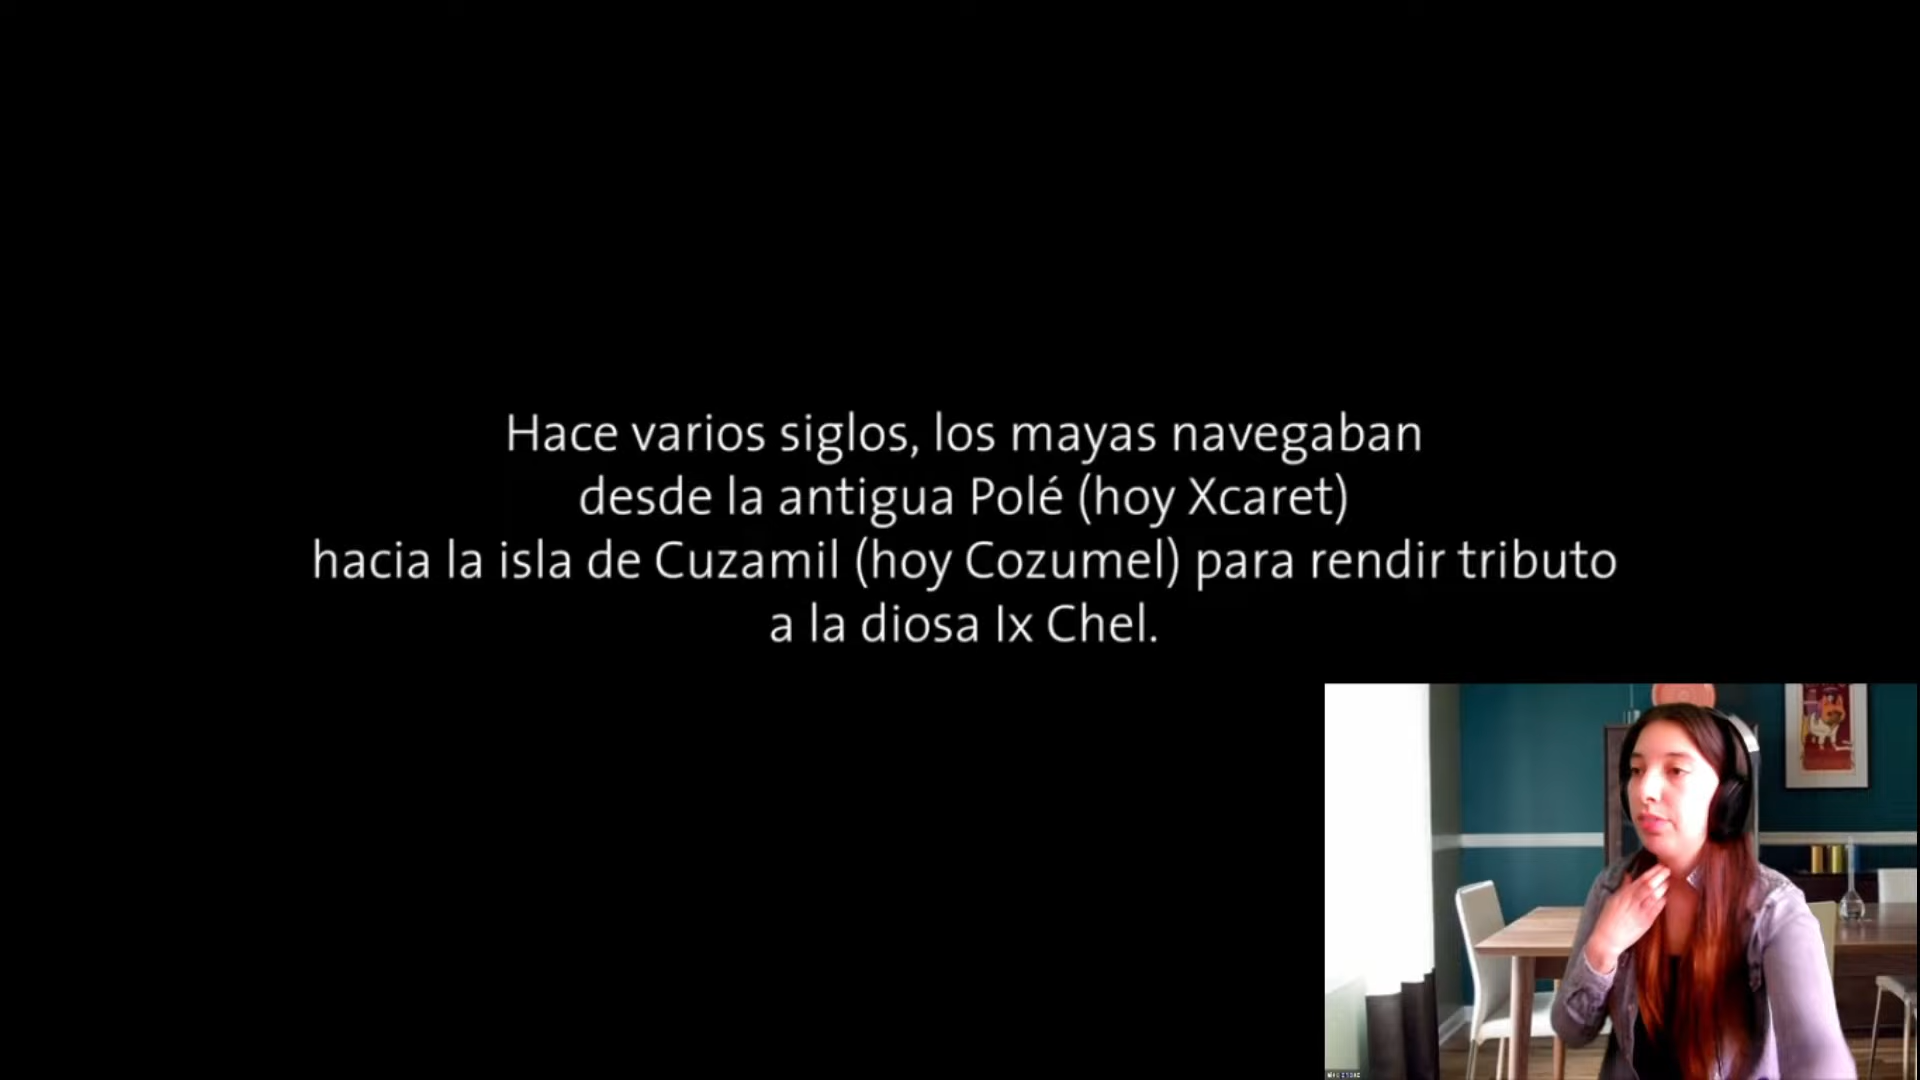 Hace varios siglos, los mayas navegaban
desde la antigua Polé (hoy Xcaret)
hacia la isla de Cuzamil (hoy Cozumel) para rendir tributo
a la diosa Ix Chel.